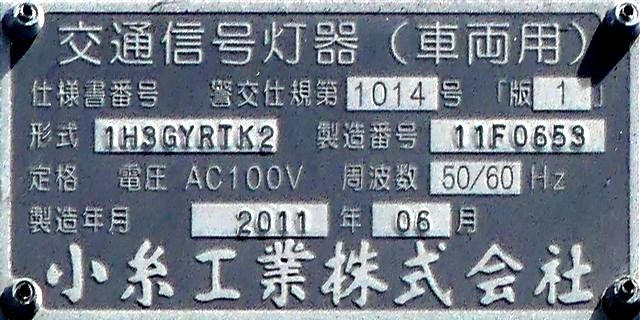 交通信号灯器（車両用）
仕様書番号 警交仕規第 1014 号 「版 1 」
形式 1H3GYRTK2 製造番号 11F0653
定格 電圧 AC100V 周波数 50/60 Hz
製造年月 2011 年 06 月
小糸工業株式会社